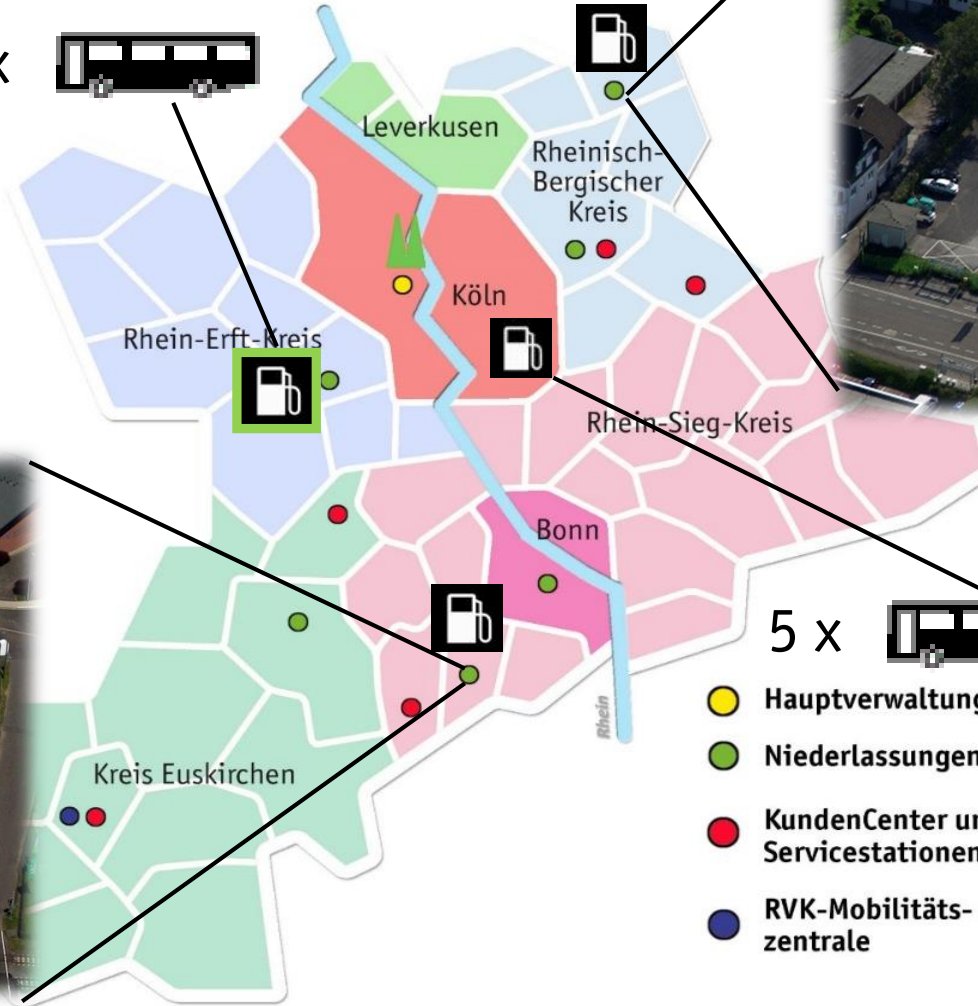 x
Leverkusen
Rheinisch-
Bergischer
Kreis
Köln
Rhein-Erft-Kreis
Rhein-Sieg-Kreis
Bonn
5 x
Rhein
Kreis Euskirchen
Hauptverwaltung
Niederlassungen
KundenCenter un
Servicestationen
RVK-Mobilitäts-
zentrale